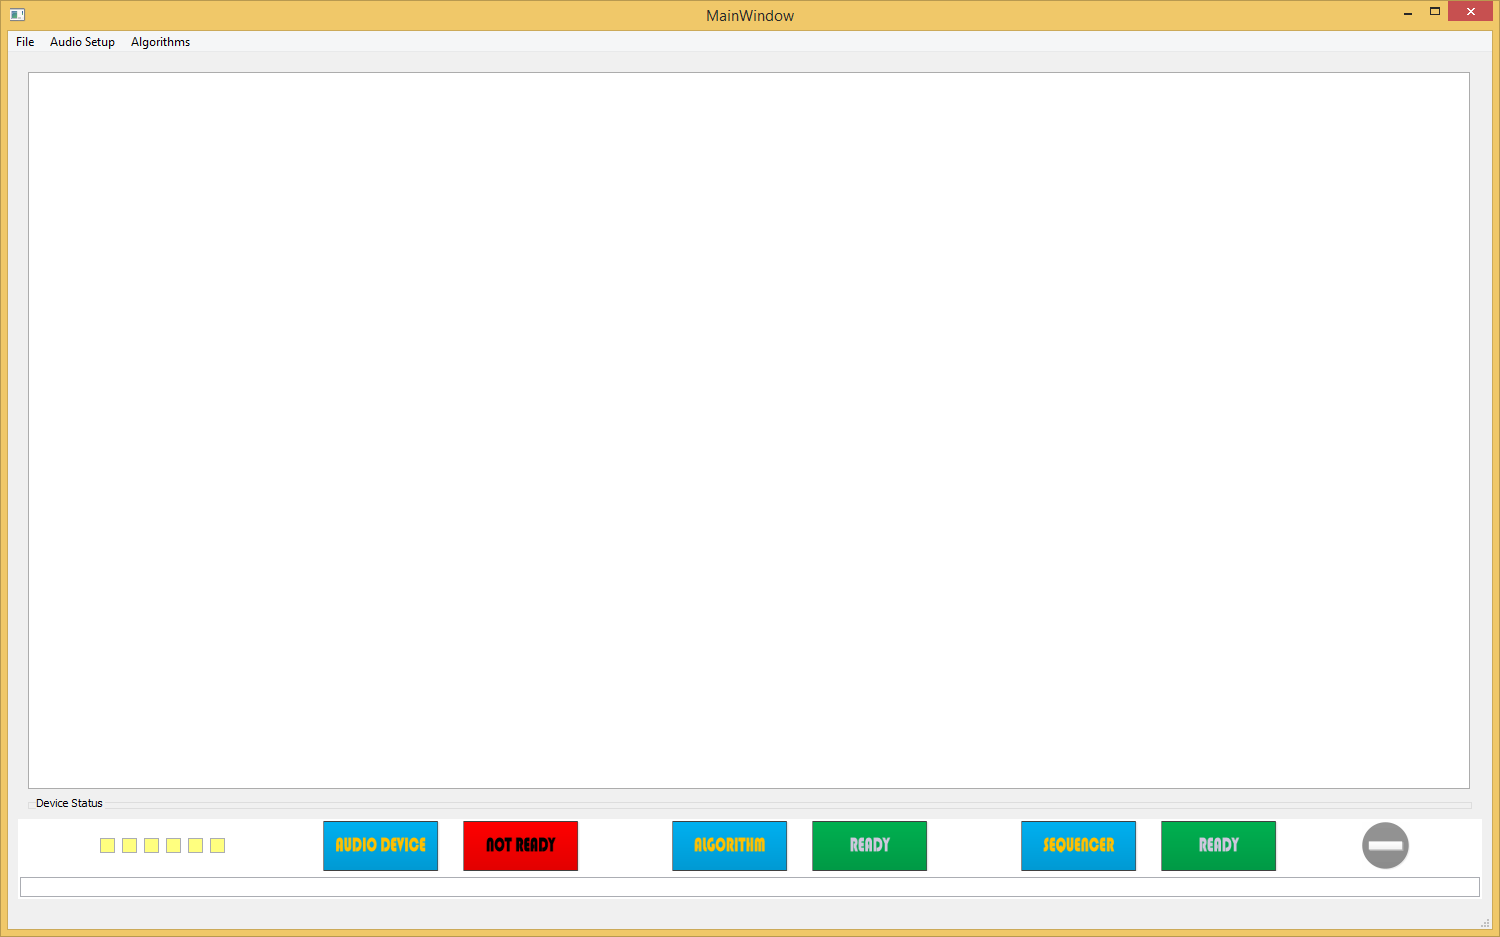 MainWindow
File Audio Setup Algorithms
Device Status
AUDIO DEVICE NOT READY ALGORITHM READY SEQUENCER READY